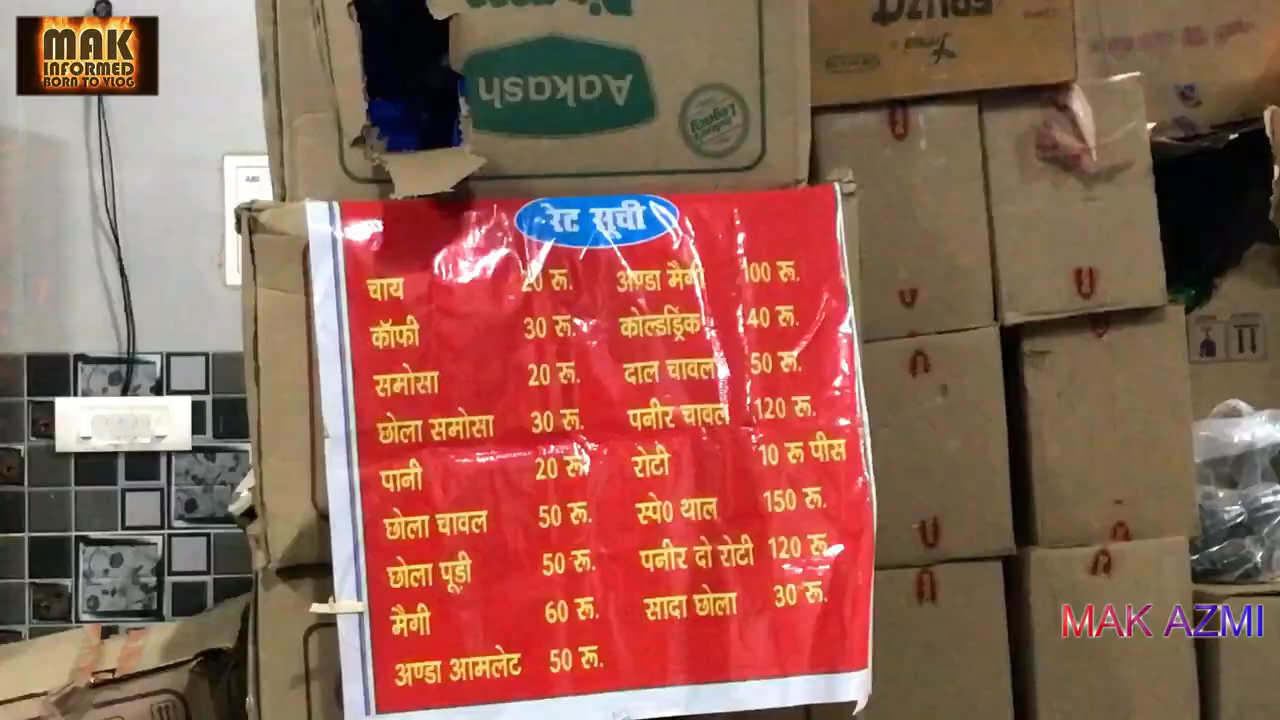 MAK
INFORMED
BORN TO VLOG
Aakash
रेट सूची
चाय 20 रू.
कॉफी 30 रू.
समोसा 20 रू.
छोला समोसा 30 रू.
पानी 20 रू.
छोला चावल 50 रू.
छोला पूड़ी 50 रू.
मैगी 60 रू.
अण्डा आमलेट 50 रू.
अण्डा मैगी 100 रू.
कोल्डड्रिंक 40 रू.
दाल चावल 50 रू.
पनीर चावल 120 रू.
रोटी 10 रू पीस
स्पे0 थाल 150 रू.
पनीर दो रोटी 120 रू.
सादा छोला 30 रू.
MAK AZMI